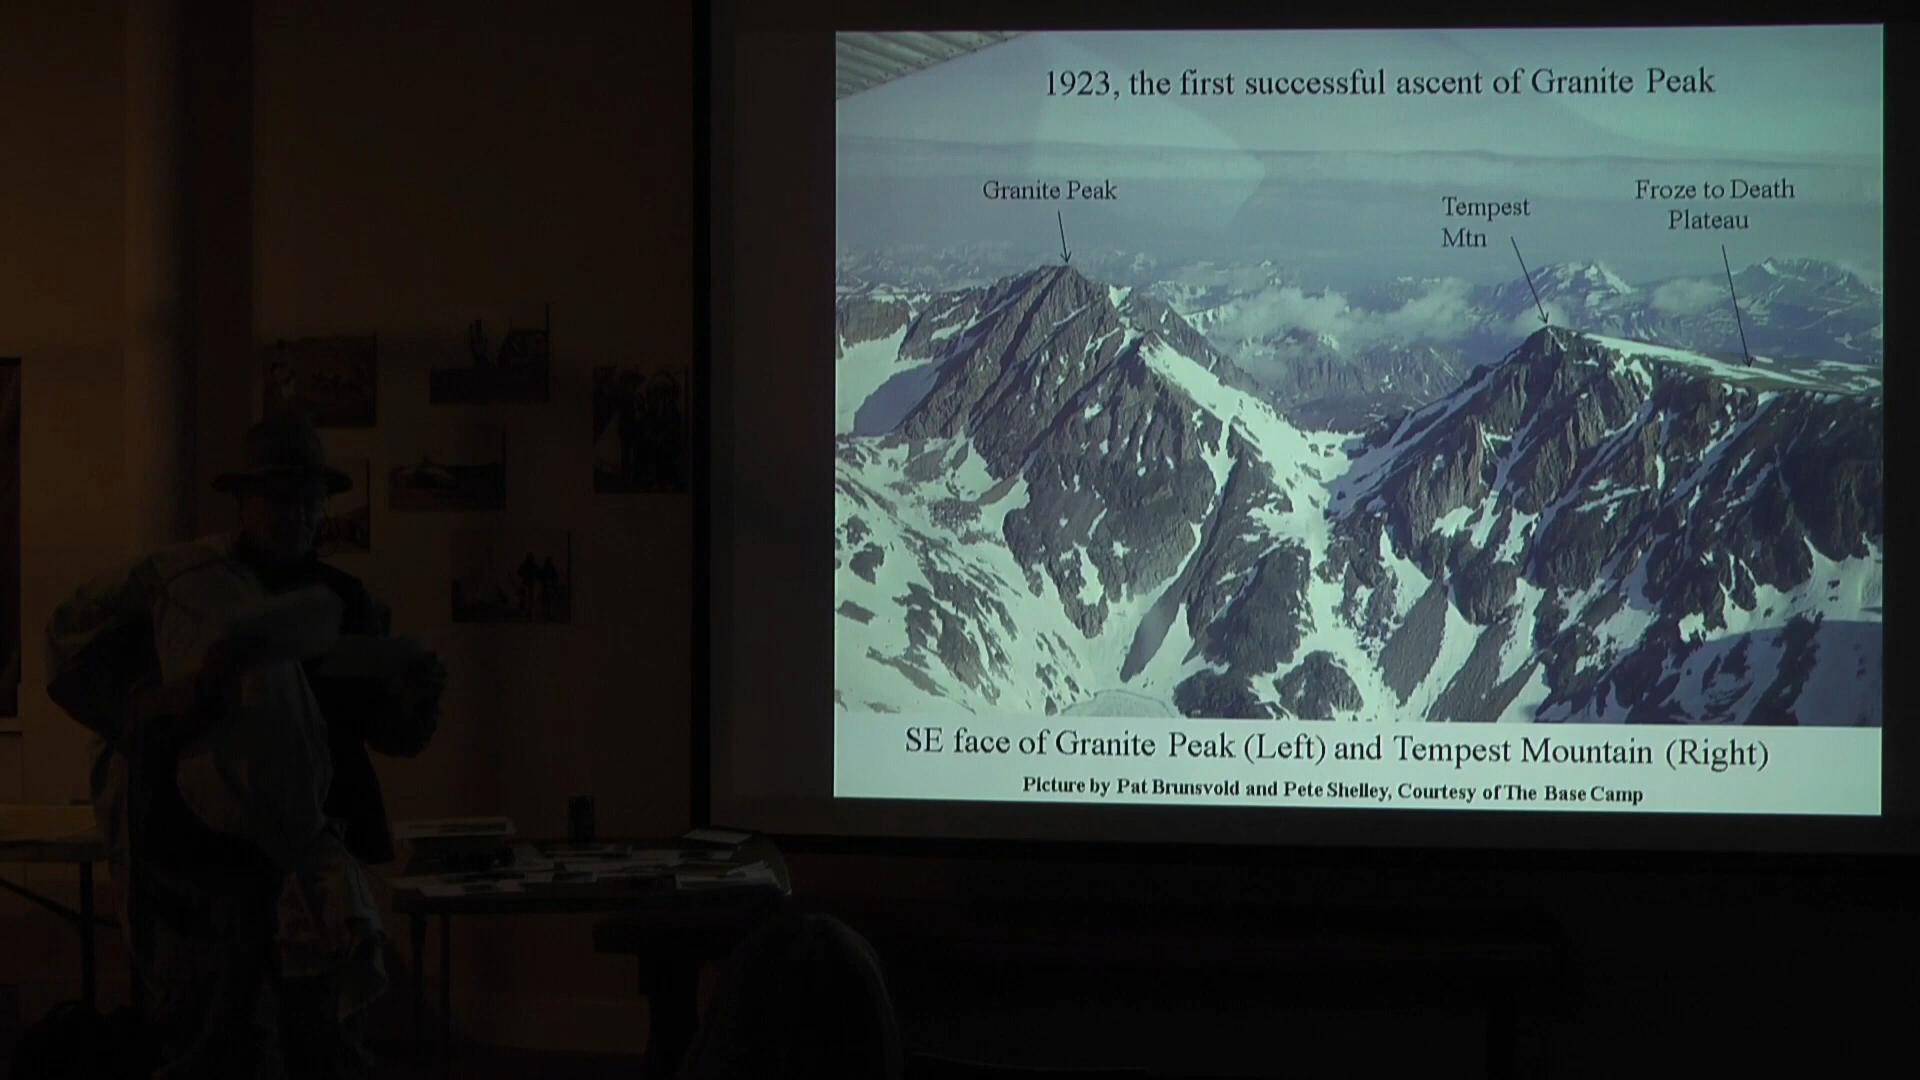 1923, the first successful ascent of Granite Peak
Granite Peak
Tempest
Mtn
Froze to Death
Plateau
SE face of Granite Peak (Left) and Tempest Mountain (Right)
Picture by Pat Brunsvold and Pete Shelley, Courtesy of The Base Camp